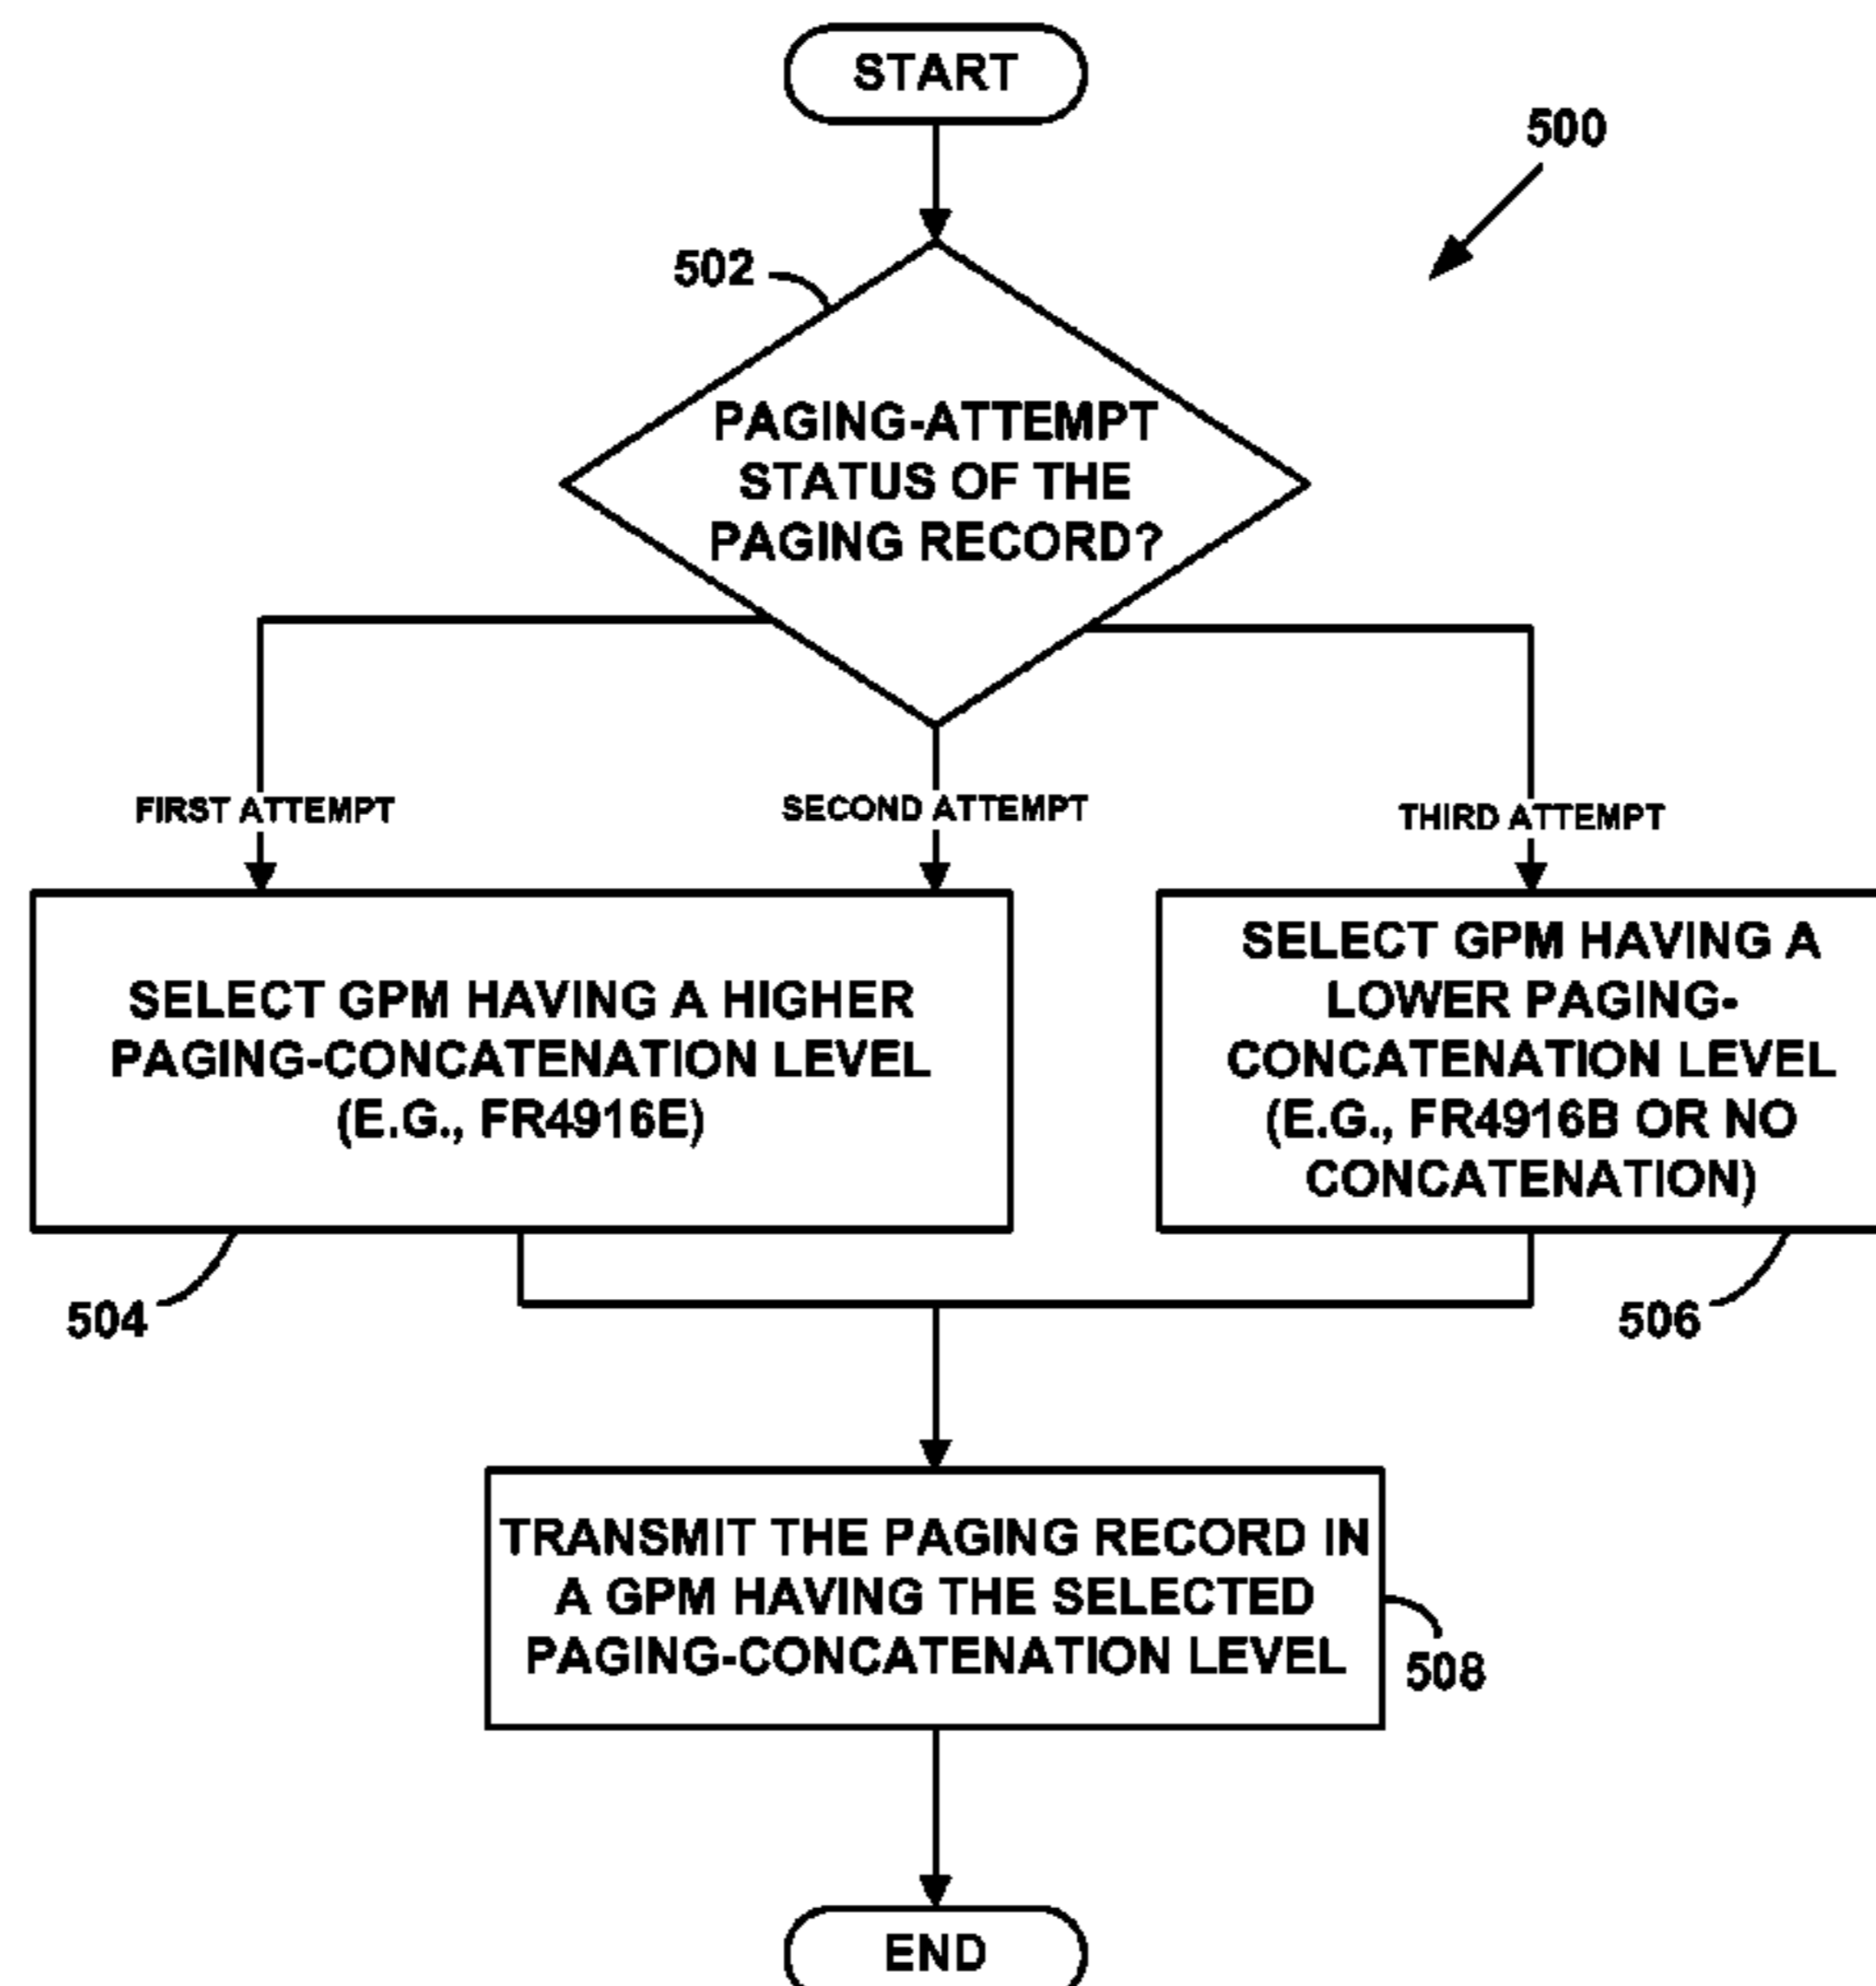 START
500
502
PAGING-ATTEMPT
STATUS OF THE
PAGING RECORD?
FIRST ATTEMPT
SECOND ATTEMPT
THIRD ATTEMPT
SELECT GPM HAVING A HIGHER
PAGING-CONCATENATION LEVEL
(E.G., FR4916E)
SELECT GPM HAVING A
LOWER PAGING-
CONCATENATION LEVEL
(E.G., FR4916B OR NO
CONCATENATION)
504
506
TRANSMIT THE PAGING RECORD IN
A GPM HAVING THE SELECTED
PAGING-CONCATENATION LEVEL
508
END